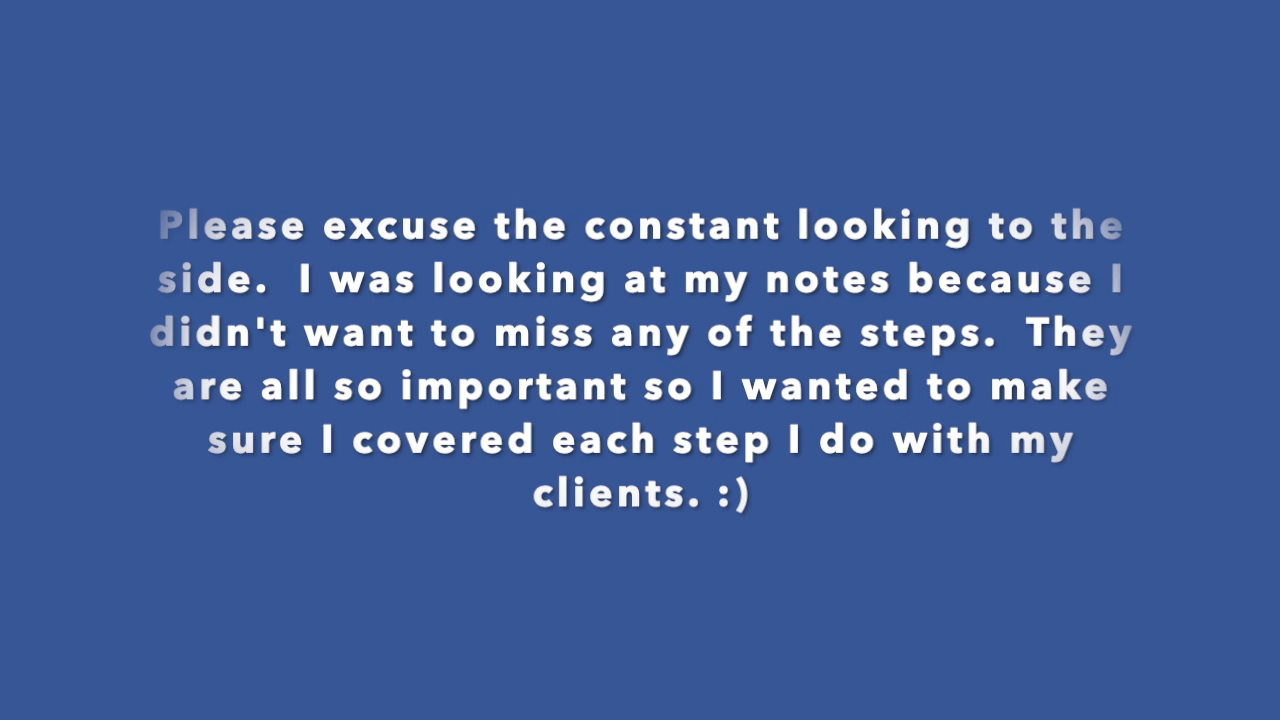 Please excuse the constant looking to the
side.  I was looking at my notes because I
didn't want to miss any of the steps.  They
are all so important so I wanted to make
sure I covered each step I do with my
clients. :)